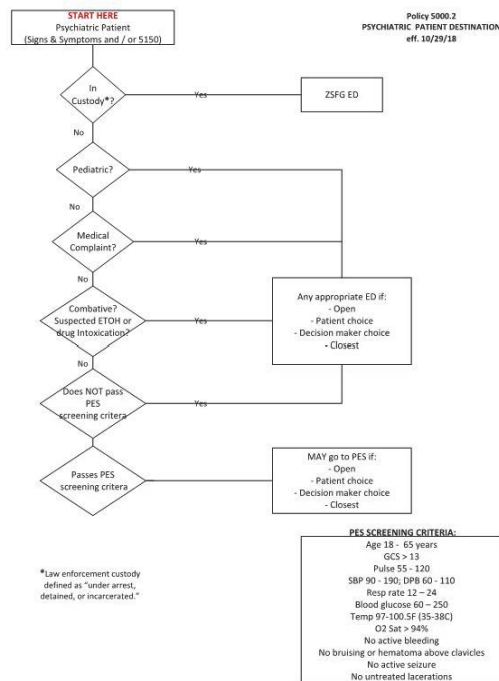 START HERE
Psychiatric Patient
(Signs & Symptoms and / or 5150)
Policy 5000.2
PSYCHIATRIC PATIENT DESTINATION
eff. 10/29/18
In
Custody*?
Yes
ZSFG ED
No
Pediatric?
Yes
No
Medical
Complaint?
Yes
No
Combative?
Suspected ETOH or
drug Intoxication?
Yes
Any appropriate ED if:
- Open
- Patient choice
- Decision maker choice
- Closest
No
Does NOT pass
PES
screening critera
Yes
Passes PES
screening critera
MAY go to PES if:
- Open
- Patient choice
- Decision maker choice
- Closest
*Law enforcement custody
defined as "under arrest,
detained, or incarcerated."
PES SCREENING CRITERIA:
Age 18 - 65 years
GCS > 13
Pulse 55 - 120
SBP 90 - 190; DPB 60 - 110
Resp rate 12 – 24
Blood glucose 60 – 250
Temp 97-100.5F (35-38C)
O2 Sat > 94%
No active bleeding
No bruising or hematoma above clavicles
No active seizure
No untreated lacerations